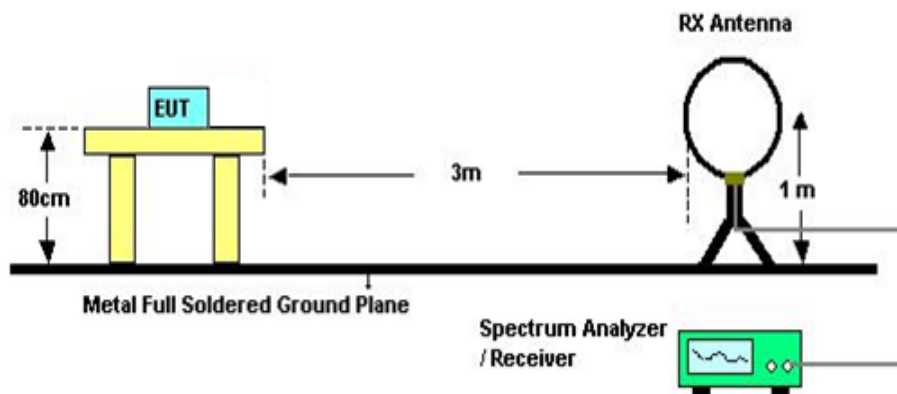 RX Antenna
EUT
80cm
3m
1 m
Metal Full Soldered Ground Plane
Spectrum Analyzer
/ Receiver